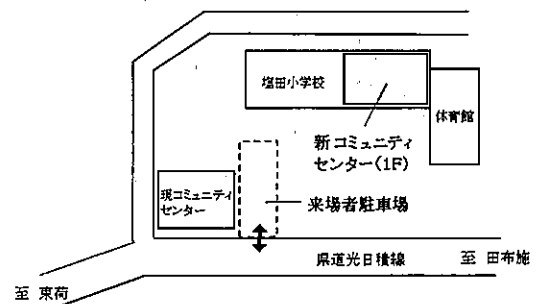 塩田小学校
体育館
新コミュニティ
センター(1F)
現コミュニティ
センター
来場者駐車場
県道光日積線
至 田布施
至 束荷